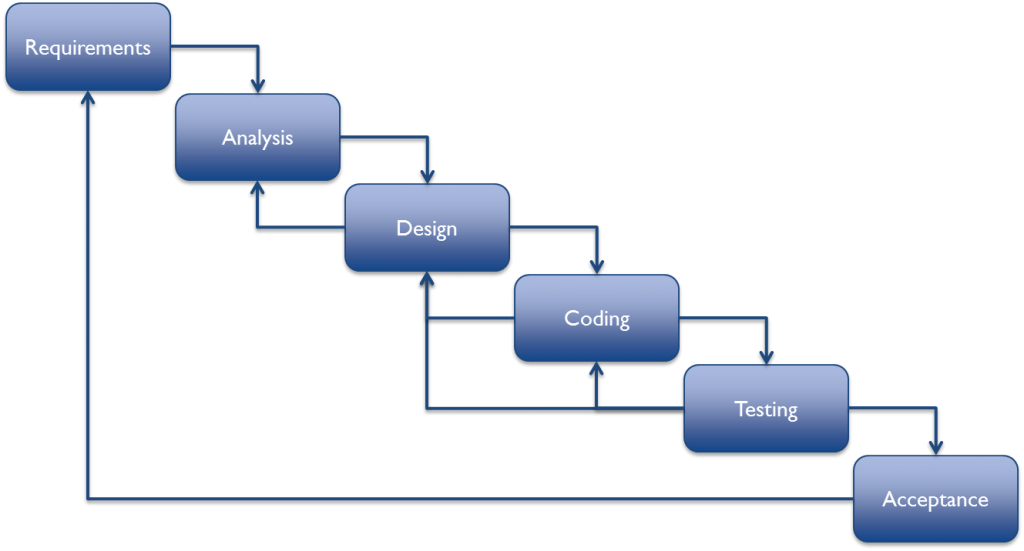 Requirements
Analysis
Design
Coding
Testing
Acceptance